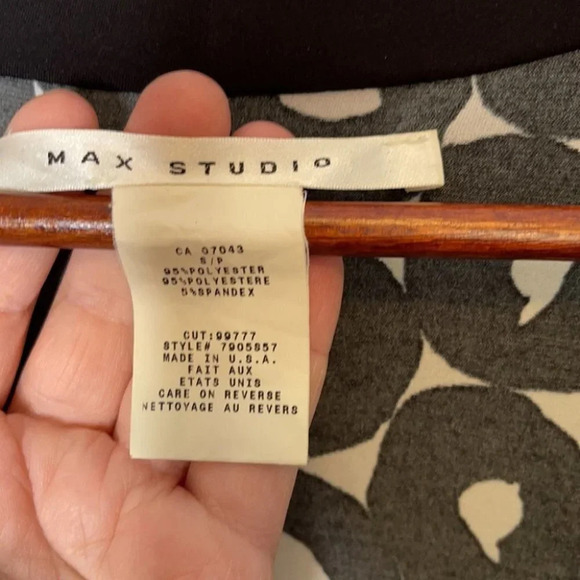 MAX STUDIO
CA 07043
S/P
95%POLYESTER
95%POLYESTERE
5%SPANDEX
CUT:99777
STYLE# 7905857
MADE IN U.S.A.
FAIT AUX
ETATS UNIS
CARE ON REVERSE
NETTOYAGE AU REVERS